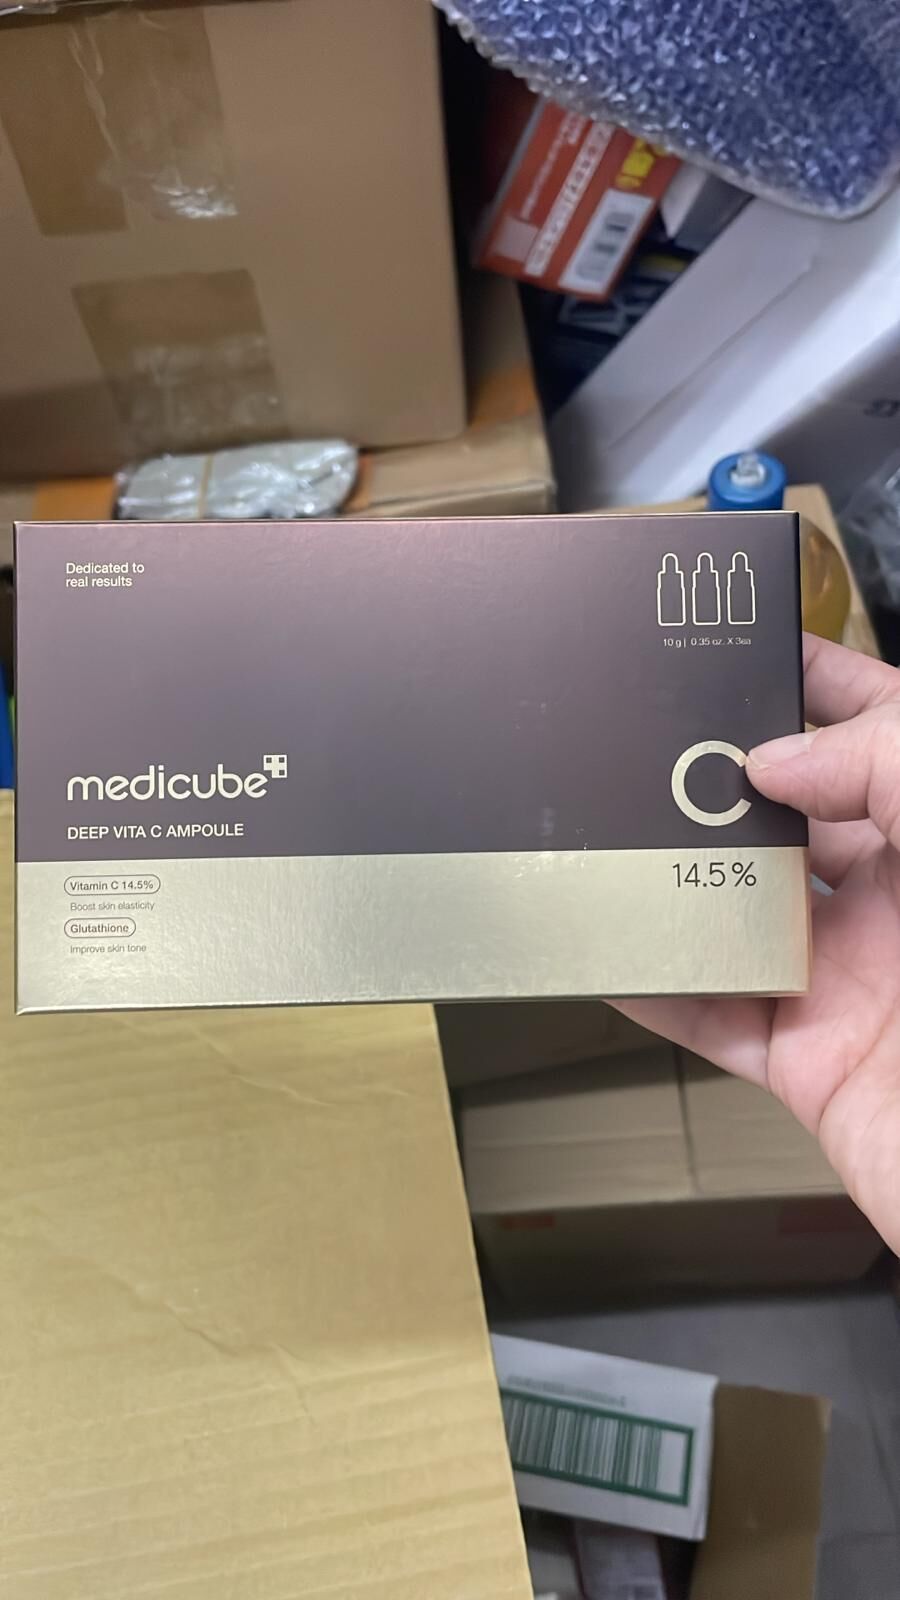 Dedicated to
real results
10 g | 0.35 oz. X 3ea
medicube
DEEP VITA C AMPOULE
C
14.5%
Vitamin C 14.5%
Boost skin elasticity
Glutathione
Improve skin tone